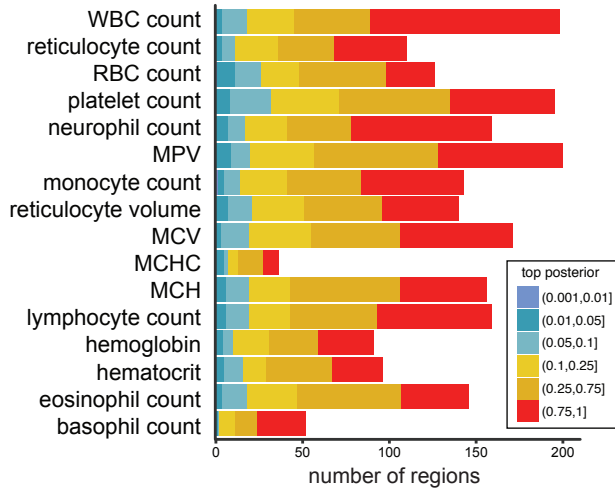 WBC count
reticulocyte count
RBC count
platelet count
neurophil count
MPV
monocyte count
reticulocyte volume
MCV
MCHC
MCH
lymphocyte count
hemoglobin
hematocrit
eosinophil count
basophil count
top posterior
(0.001,0.01]
(0.01,0.05]
(0.05,0.1]
(0.1,0.25]
(0.25,0.75]
(0.75,1]
0 50 100 150 200
number of regions